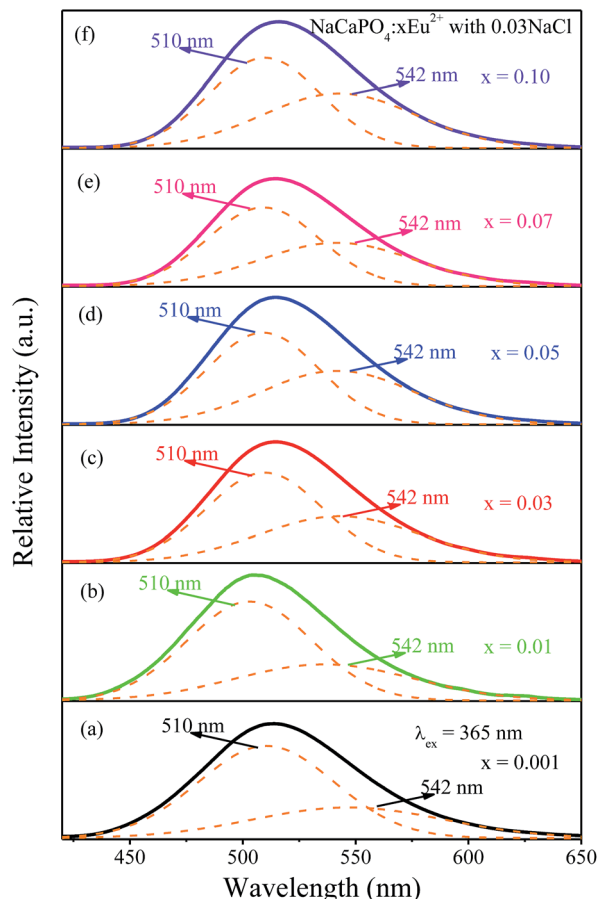 (f)
NaCaPO₄:xEu²⁺ with 0.03NaCl
510 nm
542 nm
x = 0.10
(e)
510 nm
542 nm
x = 0.07
(d)
510 nm
542 nm
x = 0.05
(c)
510 nm
542 nm
x = 0.03
(b)
510 nm
542 nm
x = 0.01
(a)
510 nm
λₑₓ = 365 nm
x = 0.001
542 nm
Relative Intensity (a.u.)
450 500 550 600 650
Wavelength (nm)